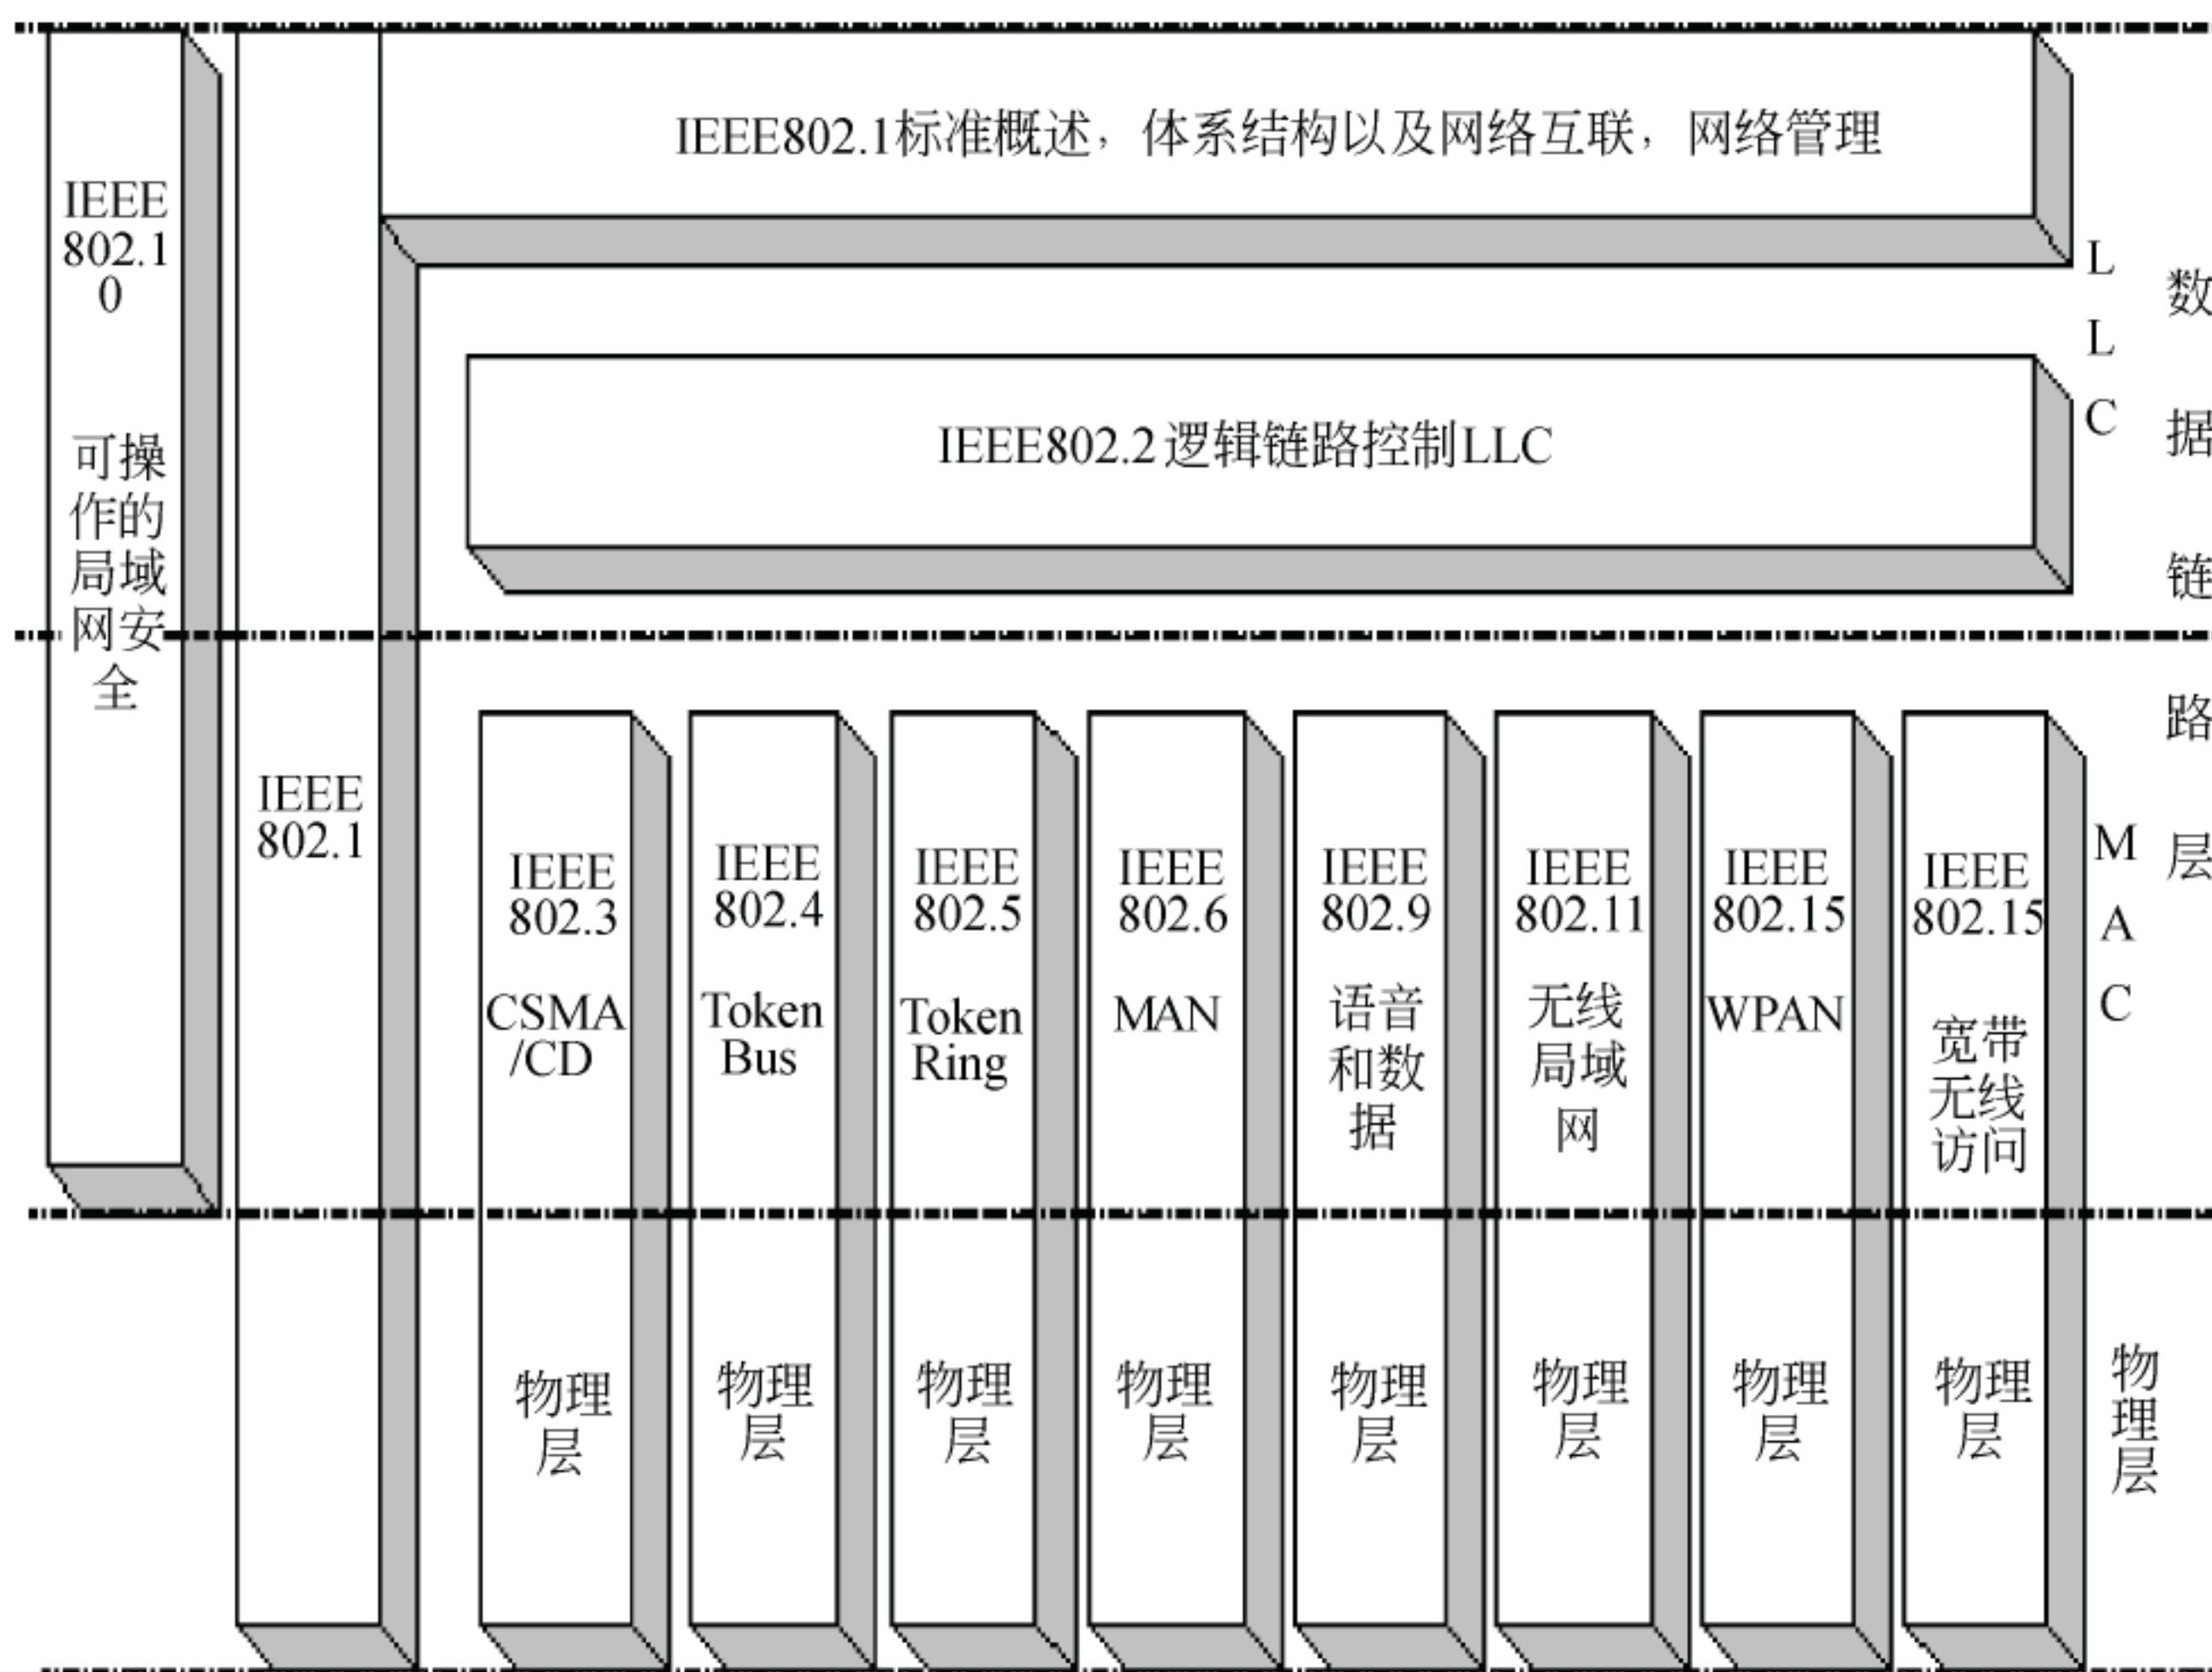 IEEE802.1标准概述，体系结构以及网络互联，网络管理
IEEE
802.1
0
可操
作的
局域
网安
全
IEEE
802.1
IEEE802.2逻辑链路控制LLC
L
L
C
数
据
链
路
层
IEEE
802.3
CSMA
/CD
IEEE
802.4
Token
Bus
IEEE
802.5
Token
Ring
IEEE
802.6
MAN
IEEE
802.9
语音
和数
据
IEEE
802.11
无线
局域
网
IEEE
802.15
WPAN
IEEE
802.15
宽带
无线
访问
M
A
C
物理
层
物理
层
物理
层
物理
层
物理
层
物理
层
物理
层
物理
层
物
理
层